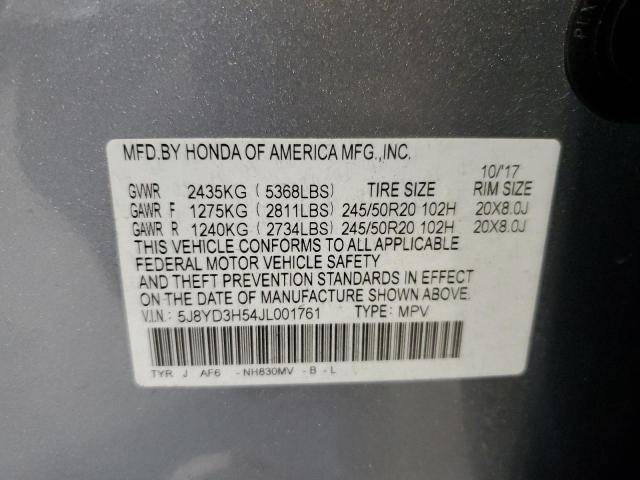 MFD.BY HONDA OF AMERICA MFG.,INC.
10/'17
GVWR 2435KG (5368LBS) TIRE SIZE RIM SIZE
GAWR F 1275KG (2811LBS) 245/50R20 102H 20X8.0J
GAWR R 1240KG (2734LBS) 245/50R20 102H 20X8.0J
THIS VEHICLE CONFORMS TO ALL APPLICABLE
FEDERAL MOTOR VEHICLE SAFETY
AND THEFT PREVENTION STANDARDS IN EFFECT
ON THE DATE OF MANUFACTURE SHOWN ABOVE.
V.I.N.: 5J8YD3H54JL001761 TYPE: MPV
TYR J AF6 -NH830MV -B -L